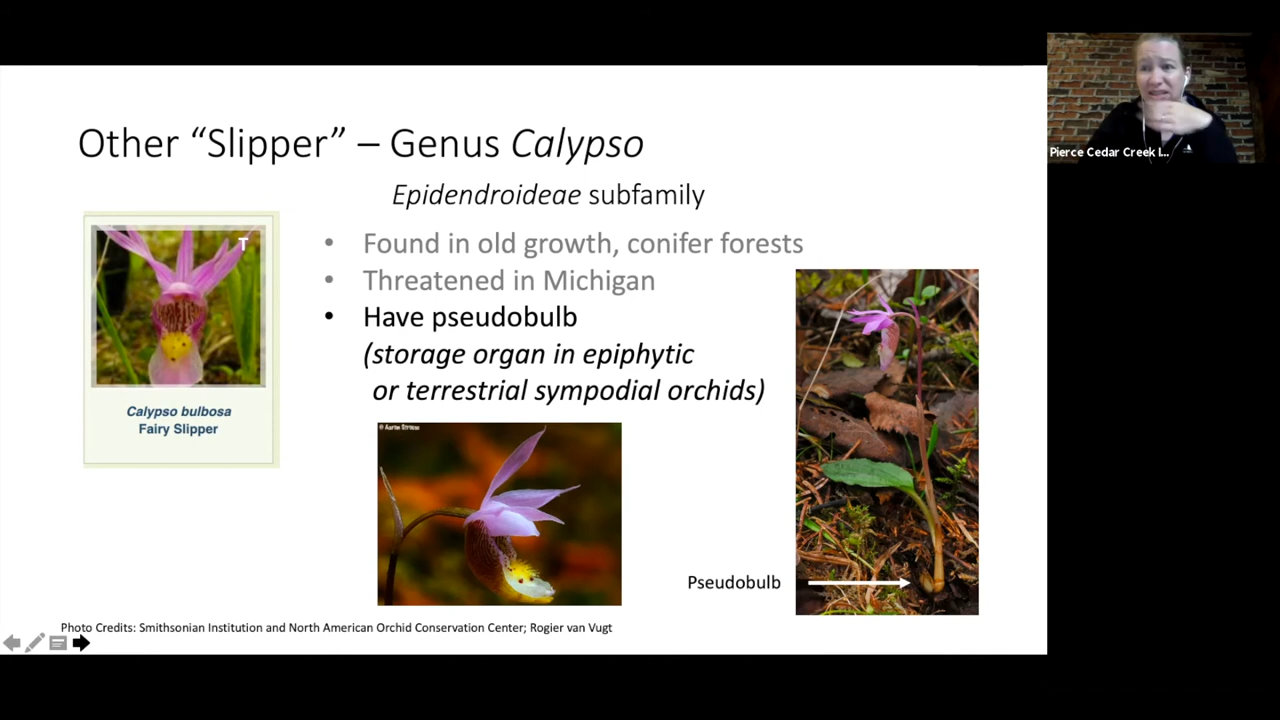 Other “Slipper” – Genus Calypso
Epidendroideae subfamily
T
Calypso bulbosa
Fairy Slipper
• Found in old growth, conifer forests
• Threatened in Michigan
• Have pseudobulb
(storage organ in epiphytic
or terrestrial sympodial orchids)
© Aaron Strouse
Pseudobulb
Photo Credits: Smithsonian Institution and North American Orchid Conservation Center; Rogier van Vugt
Pierce Cedar Creek I...